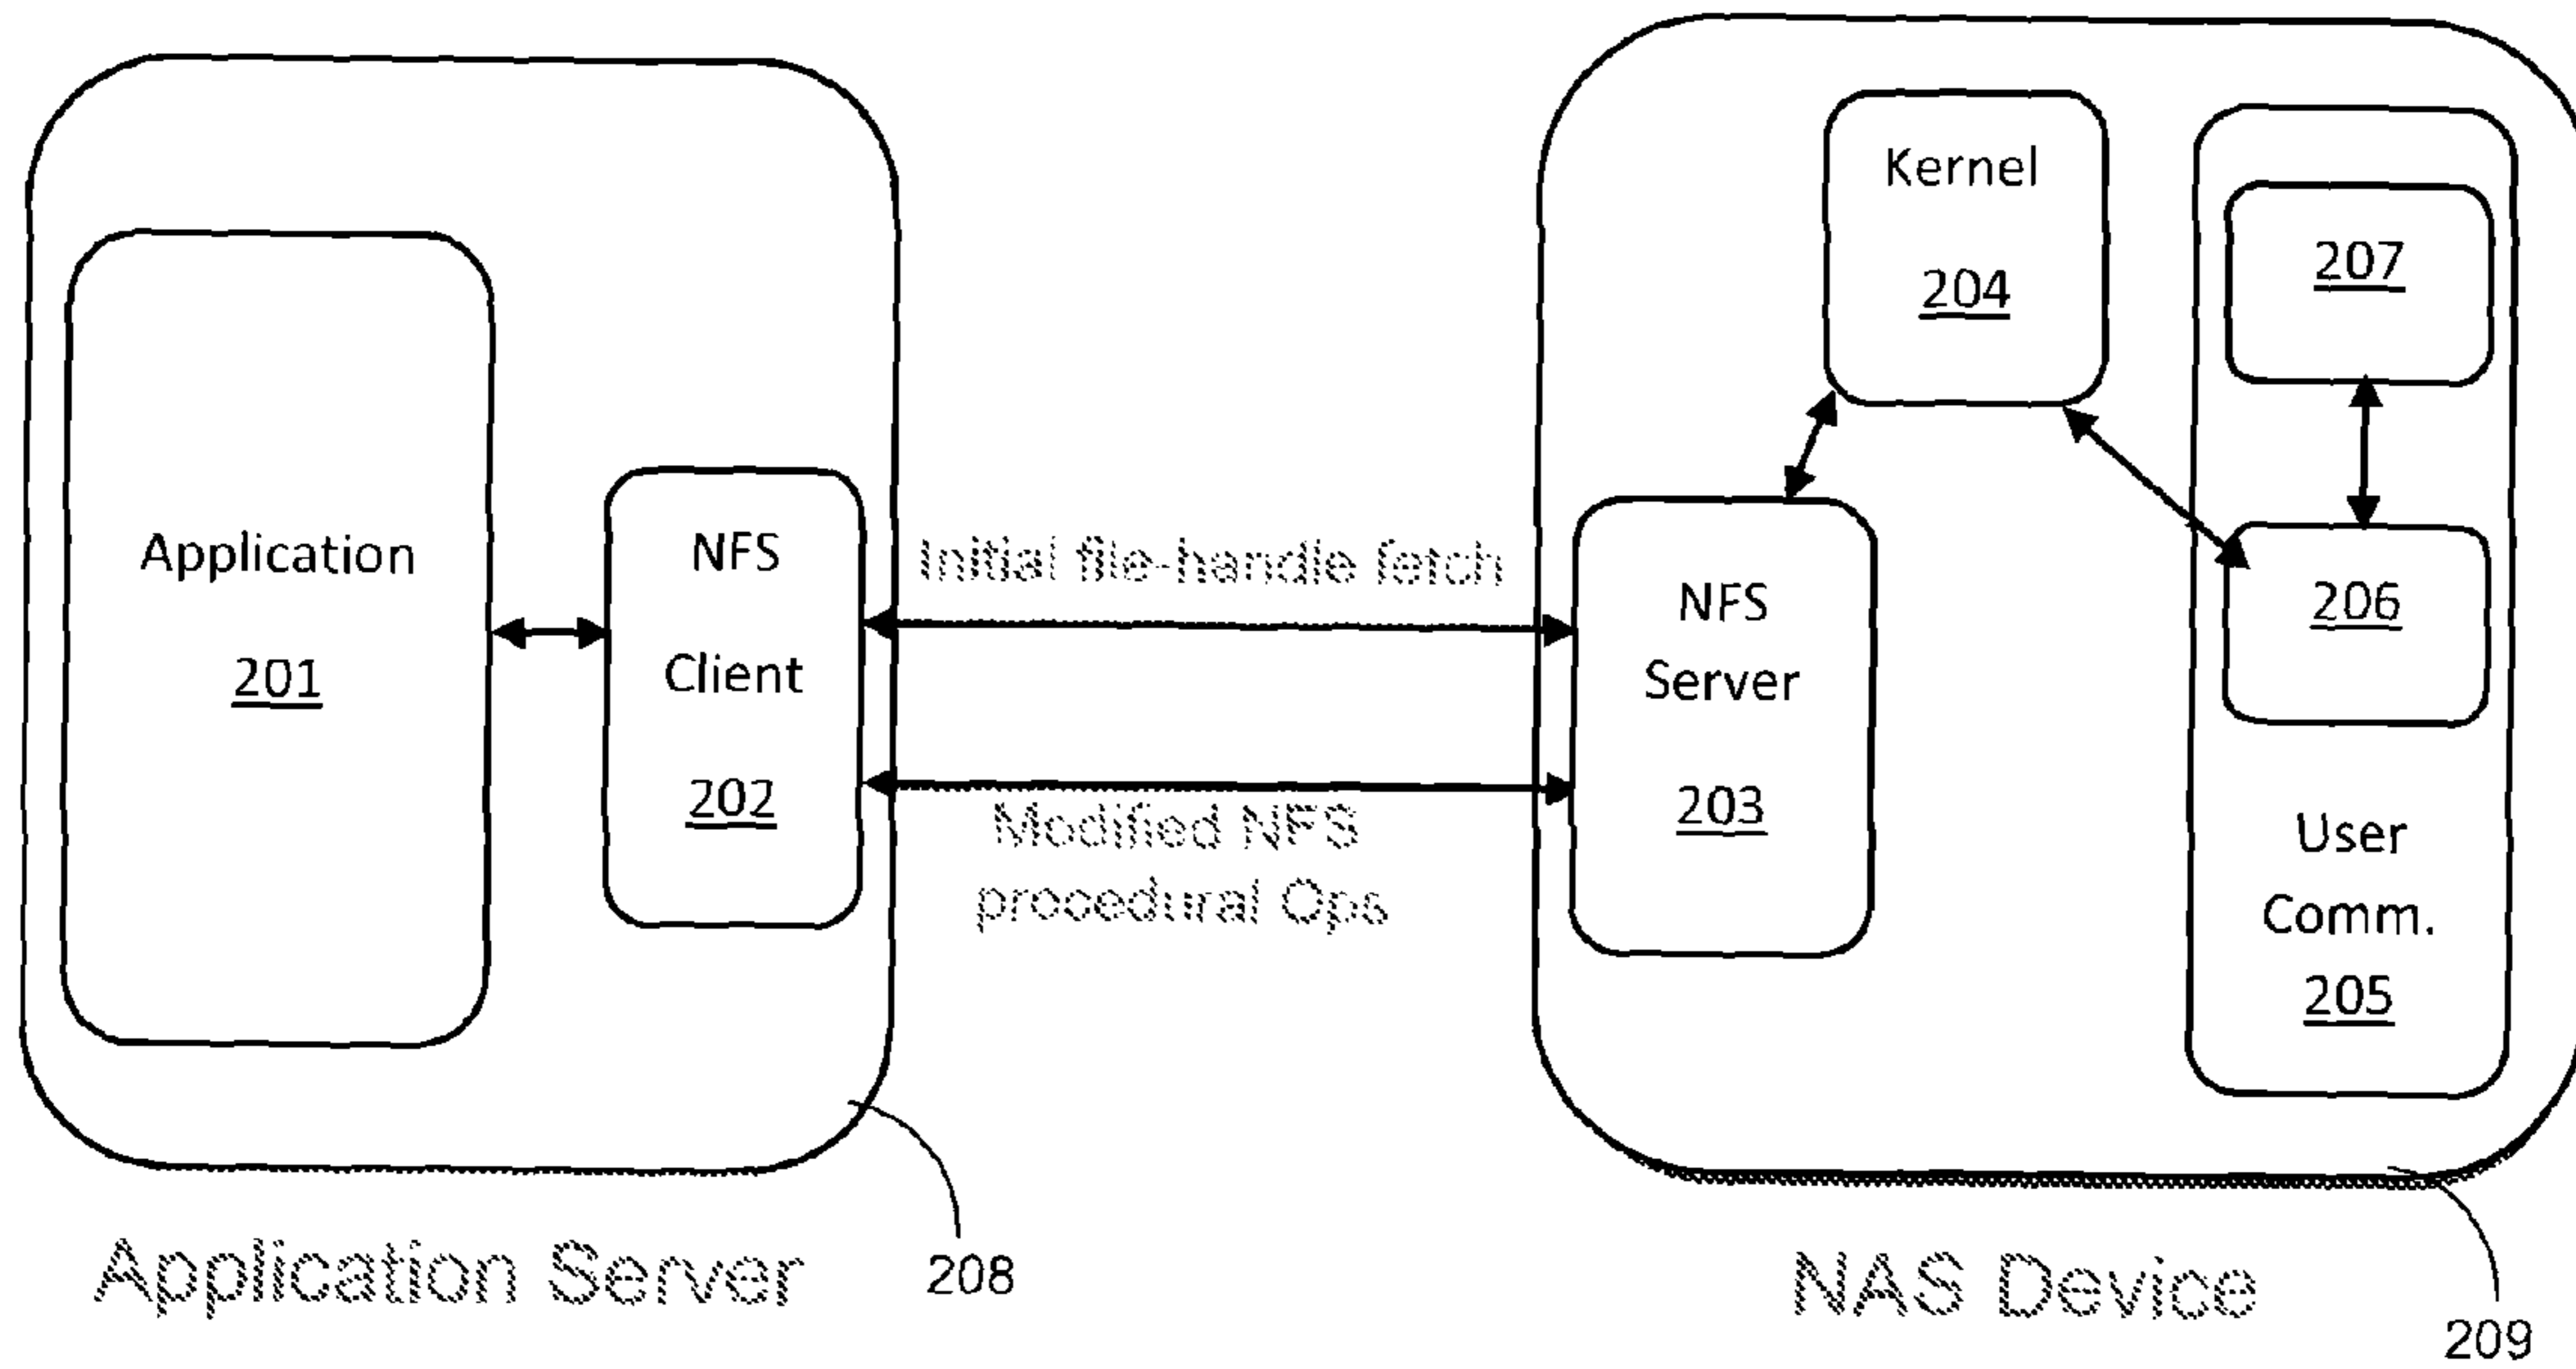 Application
201
NFS
Client
202
Initial file-handle fetch
Modified NFS
procedural Ops
NFS
Server
203
Kernel
204
207
206
User
Comm.
205
Application Server
208
NAS Device
209